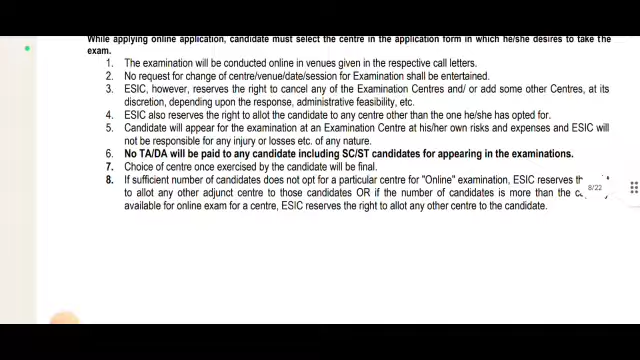 While applying online application, candidate must select the centre in the application form in which he/she desires to take the
exam.
1. The examination will be conducted online in venues given in the respective call letters.
2. No request for change of centre/venue/date/session for Examination shall be entertained.
3. ESIC, however, reserves the right to cancel any of the Examination Centres and/ or add some other Centres, at its
discretion, depending upon the response, administrative feasibility, etc.
4. ESIC also reserves the right to allot the candidate to any centre other than the one he/she has opted for.
5. Candidate will appear for the examination at an Examination Centre at his/her own risks and expenses and ESIC will
not be responsible for any injury or losses etc. of any nature.
6. No TA/DA will be paid to any candidate including SC/ST candidates for appearing in the examinations.
7. Choice of centre once exercised by the candidate will be final.
8. If sufficient number of candidates does not opt for a particular centre for "Online" examination, ESIC reserves
to allot any other adjunct centre to those candidates OR if the number of candidates is more than the
available for online exam for a centre, ESIC reserves the right to allot any other centre to the candidate.
8/22